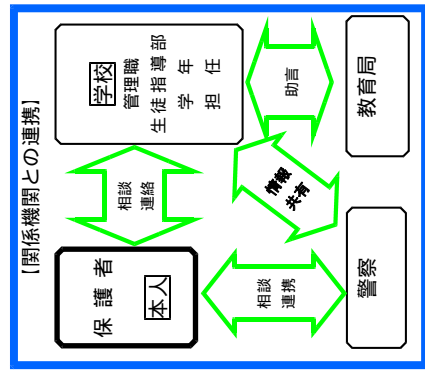 【関係機関との連携】
学校
管理職
生徒指導部
学年
担任
助言
教育局
相談
連絡
情報
共有
保護者
本人
相談
連携
警察